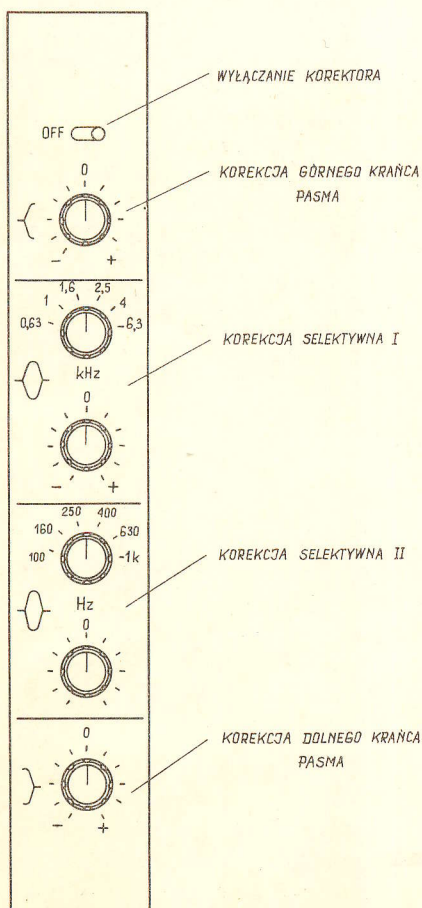 WYŁĄCZANIE KOREKTORA
OFF
0
KOREKCJA GÓRNEGO KRAŃCA
PASMA
- +
1,6 2,5
1 4
0,63 6,3
KOREKCJA SELEKTYWNA I
kHz
0
- +
250 400
160 630
100 1k
KOREKCJA SELEKTYWNA II
Hz
0
KOREKCJA DOLNEGO KRAŃCA
PASMA
0
- +